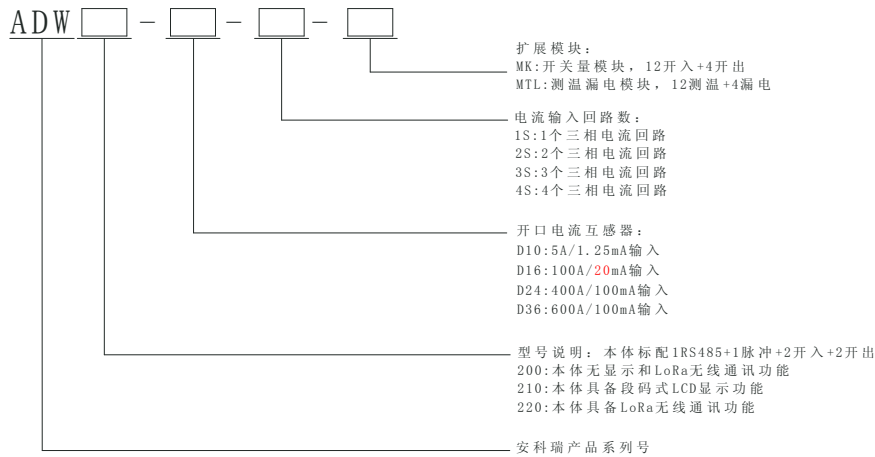 ADW - - -
扩展模块：
MK:开关量模块，12开入+4开出
MTL:测温漏电模块，12测温+4漏电
电流输入回路数：
1S:1个三相电流回路
2S:2个三相电流回路
3S:3个三相电流回路
4S:4个三相电流回路
开口电流互感器：
D10:5A/1.25mA输入
D16:100A/20mA输入
D24:400A/100mA输入
D36:600A/100mA输入
型号说明：本体标配1RS485+1脉冲+2开入+2开出
200:本体无显示和LoRa无线通讯功能
210:本体具备段码式LCD显示功能
220:本体具备LoRa无线通讯功能
安科瑞产品系列号